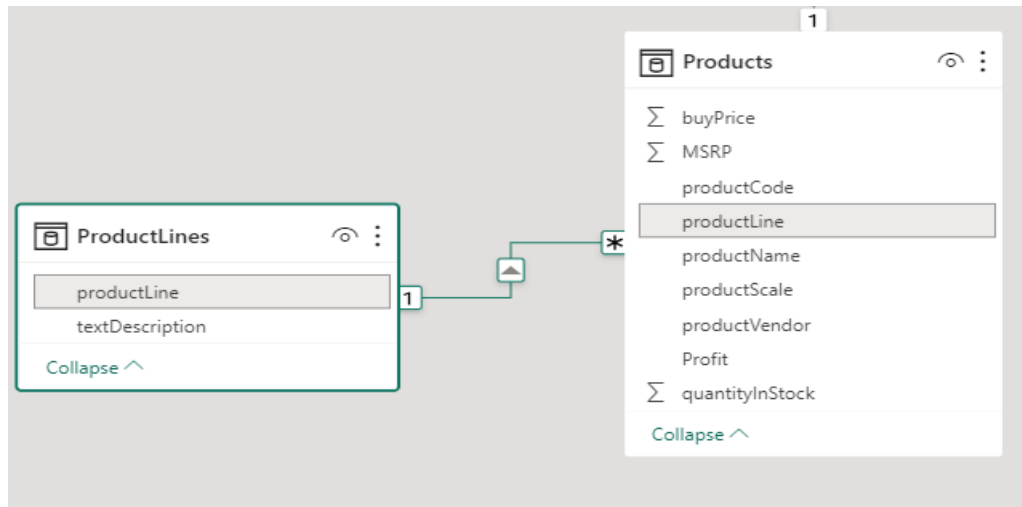 1
Products
Σ buyPrice
Σ MSRP
productCode
productLine
productName
productScale
productVendor
Profit
Σ quantityInStock
Collapse
*
ProductLines
productLine
1
textDescription
Collapse